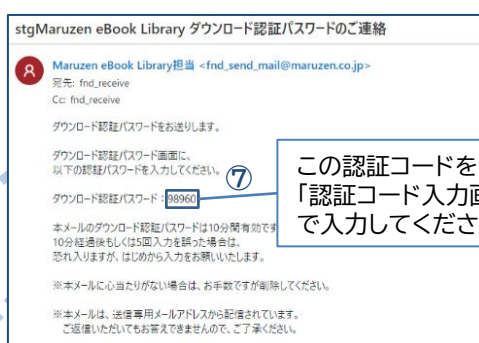 stgMaruzen eBook Library ダウンロード認証パスワードのご連絡
R
Maruzen eBook Library担当 <fnd_send_mail@maruzen.co.jp>
宛先: fnd_receive
Cc: fnd_receive
ダウンロード認証パスワードをお送りします。
ダウンロード認証パスワード画面に、
以下の認証パスワードを入力してください。
⑦
ダウンロード認証パスワード：98960
本メールのダウンロード認証パスワードは10分間有効です
10分経過後もしくは5回入力を誤った場合は、
恐れ入りますが、はじめから入力をお願いいたします。
※本メールに心当たりがない場合は、お手数ですが削除してください。
※本メールは、送信専用メールアドレスから配信されています。
ご返信いただいてもお答えできませんので、ご了承ください。
この認証コードを
「認証コード入力画
で入力してくださ